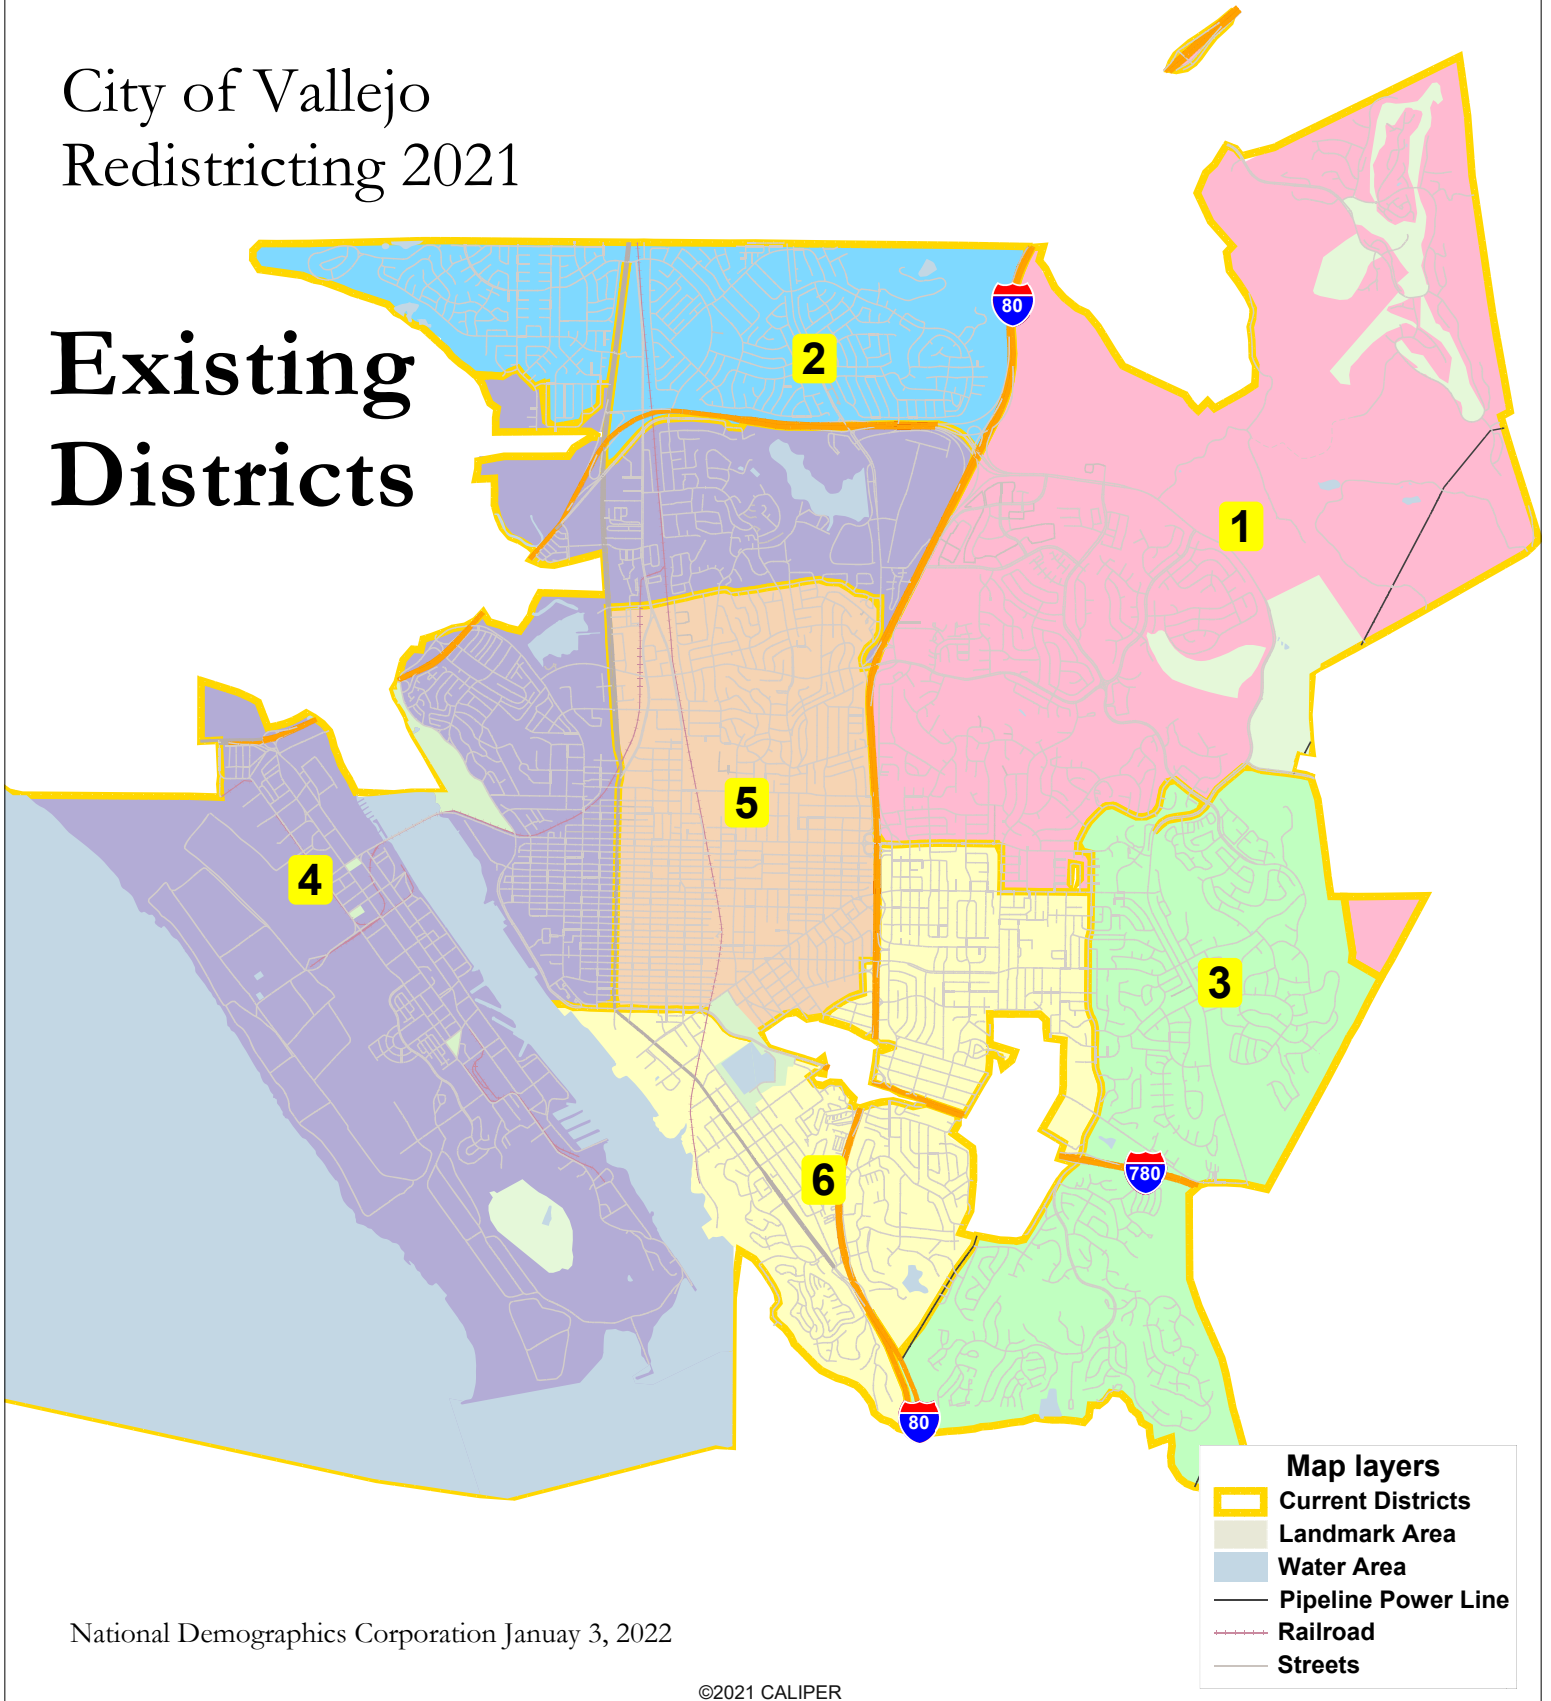 City of Vallejo
Redistricting 2021
Existing
Districts
80
2
1
5
4
3
6
780
80
Map layers
Current Districts
Landmark Area
Water Area
Pipeline Power Line
Railroad
Streets
National Demographics Corporation Januay 3, 2022
©2021 CALIPER